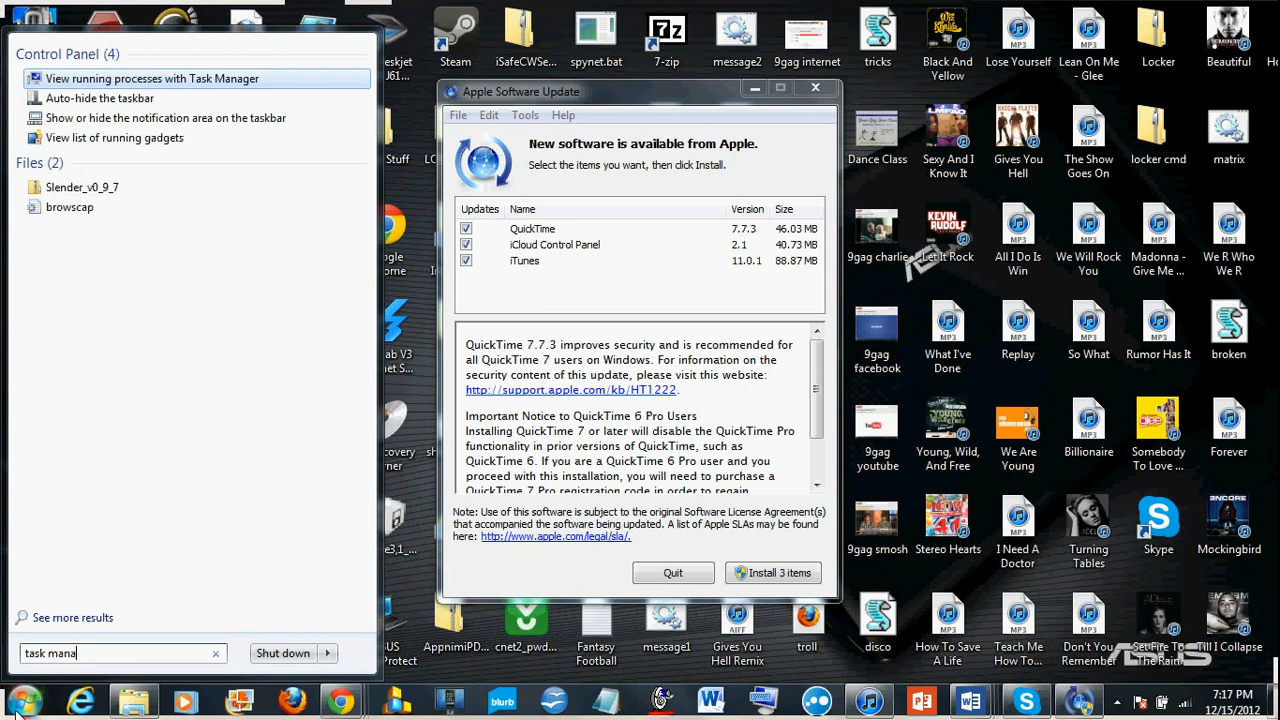 Control Panel (4)
View running processes with Task Manager
Auto-hide the taskbar
Show or hide the notification area on the taskbar
View list of running gadgets
Files (2)
Slender_v0_9_7
browscap
See more results
task mana
Shut down
Apple Software Update
File Edit Tools Help
New software is available from Apple.
Select the items you want, then click Install.
Updates Name Version Size
QuickTime 7.7.3 46.03 MB
iCloud Control Panel 2.1 40.73 MB
iTunes 11.0.1 88.87 MB
QuickTime 7.7.3 improves security and is recommended for
all QuickTime 7 users on Windows. For information on the
security content of this update, please visit this website:
http://support.apple.com/kb/HT1222.
Important Notice to QuickTime 6 Pro Users
Installing QuickTime 7 or later will disable the QuickTime Pro
functionality in prior versions of QuickTime, such as
QuickTime 6. If you are a QuickTime 6 Pro user and you
proceed with this installation, you will need to purchase a
QuickTime 7 Pro registration code in order to regain
Note: Use of this software is subject to the original Software License Agreement(s)
that accompanied the software being updated. A list of Apple SLAs may be found
here: http://www.apple.com/legal/sla/.
Quit
Install 3 items
Steam
iSafeCWSe...
spynet.bat
7-zip
message2
9gag internet
tricks
Black And
Yellow
Lose Yourself
Lean On Me -
Glee
Locker
Beautiful
Dance Class
Sexy And I
Know It
Gives You
Hell
The Show
Goes On
locker cmd
matrix
9gag charlie
Let It Rock
All I Do Is
Win
We Will Rock
You
Madonna -
Give Me ...
We R Who
We R
9gag
facebook
What I've
Done
Replay
So What
Rumor Has It
broken
9gag
youtube
Young, Wild,
And Free
We Are
Young
Billionaire
Somebody
To Love ...
Forever
9gag smosh
Stereo Hearts
I Need A
Doctor
Turning
Tables
Skype
Mockingbird
AppnimiPD...
cnet2_pwd...
Fantasy
Football
message1
Gives You
Hell Remix
troll
disco
How To Save
A Life
Teach Me
How To...
Don't You
Remember
Set Fire To
The Rain
Till I Collapse
MP3
AIFF
blurb
7:17 PM
12/15/2012